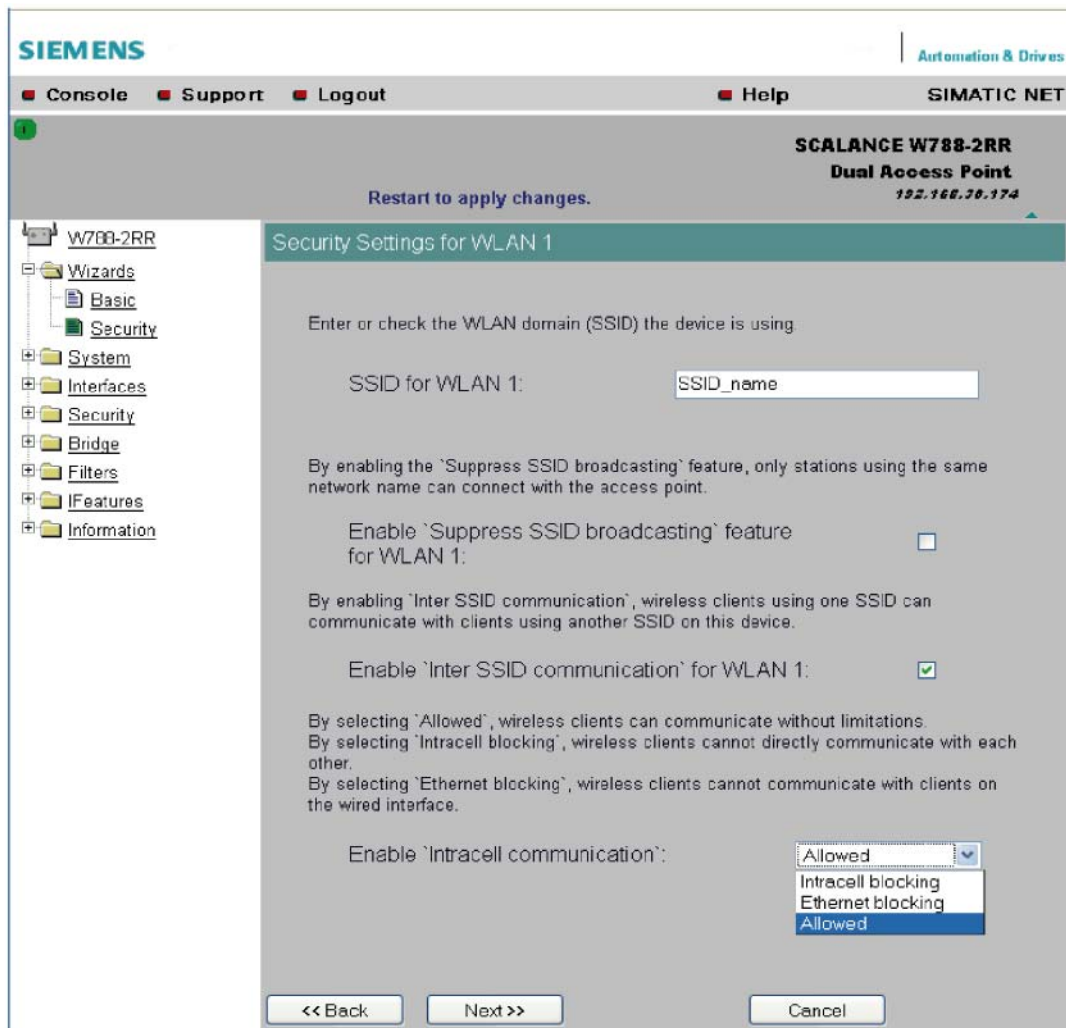 SIEMENS
Automation & Drives
Console Support Logout Help SIMATIC NET
SCALANCE W788-2RR
Dual Access Point
Restart to apply changes.
W788-2RR
Wizards
Basic
Security
System
Interfaces
Security
Bridge
Filters
IFeatures
Information
Security Settings for WLAN 1
Enter or check the WLAN domain (SSID) the device is using.
SSID for WLAN 1: SSID_name
By enabling the `Suppress SSID broadcasting` feature, only stations using the same
network name can connect with the access point.
Enable `Suppress SSID broadcasting` feature
for WLAN 1:
By enabling `Inter SSID communication`, wireless clients using one SSID can
communicate with clients using another SSID on this device.
Enable `Inter SSID communication` for WLAN 1:
By selecting `Allowed`, wireless clients can communicate without limitations.
By selecting `Intracell blocking`, wireless clients cannot directly communicate with each
other.
By selecting `Ethernet blocking`, wireless clients cannot communicate with clients on
the wired interface.
Enable `Intracell communication`: Allowed
Intracell blocking
Ethernet blocking
Allowed
<< Back Next >> Cancel